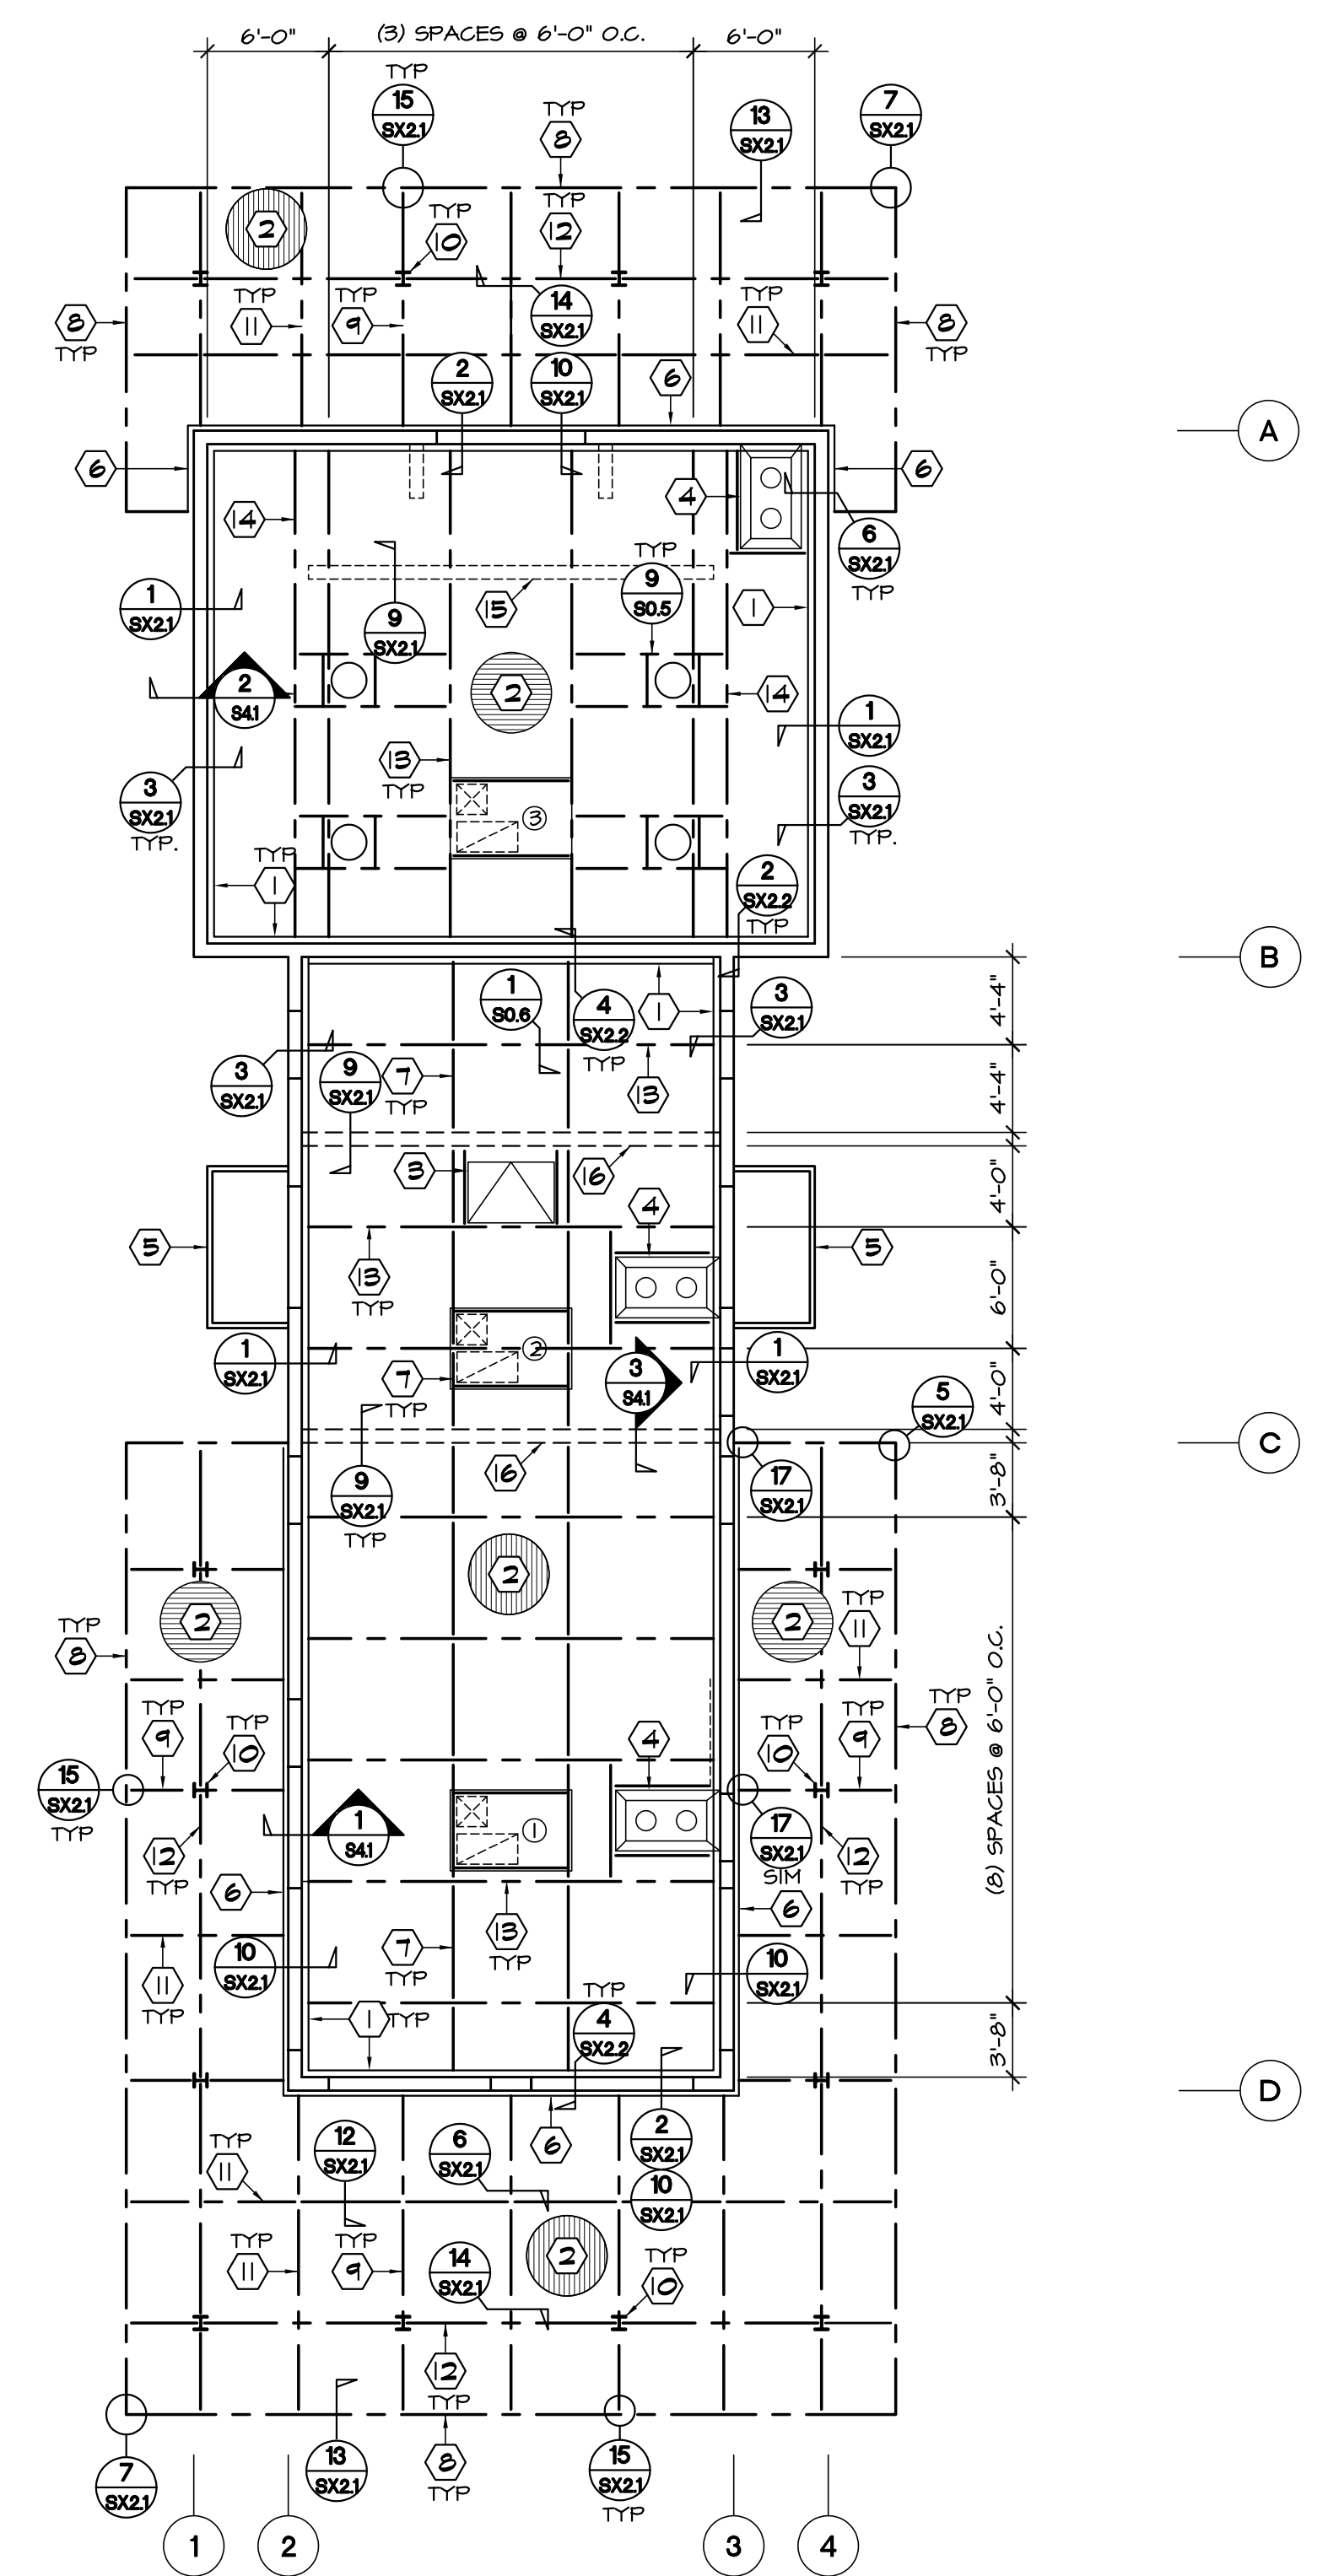 6'-0" (3) SPACES @ 6'-0" O.C. 6'-0"
TYP
15
SX2.1
TYP
8
13
SX2.1
7
SX2.1
2
TYP
10
TYP
12
8
TYP
TYP
11
TYP
9
14
SX2.1
TYP
11
8
TYP
2
SX2.1
10
SX2.1
6
A
6
6
4
14
6
SX2.1
TYP
1
SX2.1
9
SX2.1
15
TYP
9
S0.5
1
2
S4.1
2
14
1
SX2.1
13
TYP
3
SX2.1
TYP.
3
3
SX2.1
TYP.
TYP
1
2
SX2.2
TYP
B
1
S0.6
4
SX2.2
TYP
1
3
SX2.1
4'-4"
3
SX2.1
9
SX2.1
7
TYP
13
4'-4"
3
16
4
4'-0"
5
5
13
TYP
6'-0"
1
SX2.1
2
7
TYP
3
S4.1
1
SX2.1
4'-0"
5
SX2.1
C
9
SX2.1
TYP
16
17
SX2.1
3'-8"
2
2
2
TYP
11
TYP
8
(8) SPACES @ 6'-0" O.C.
TYP
9
TYP
10
4
TYP
10
TYP
9
TYP
8
15
SX2.1
TYP
12
TYP
1
S4.1
1
17
SX2.1
SIM
12
TYP
6
6
10
SX2.1
7
TYP
13
TYP
10
SX2.1
11
TYP
1
TYP
TYP
4
SX2.2
3'-8"
D
12
SX2.1
6
SX2.1
6
2
SX2.1
10
SX2.1
TYP
11
TYP
11
TYP
9
14
SX2.1
2
TYP
10
12
TYP
7
SX2.1
13
SX2.1
8
TYP
15
SX2.1
TYP
1
2
3
4